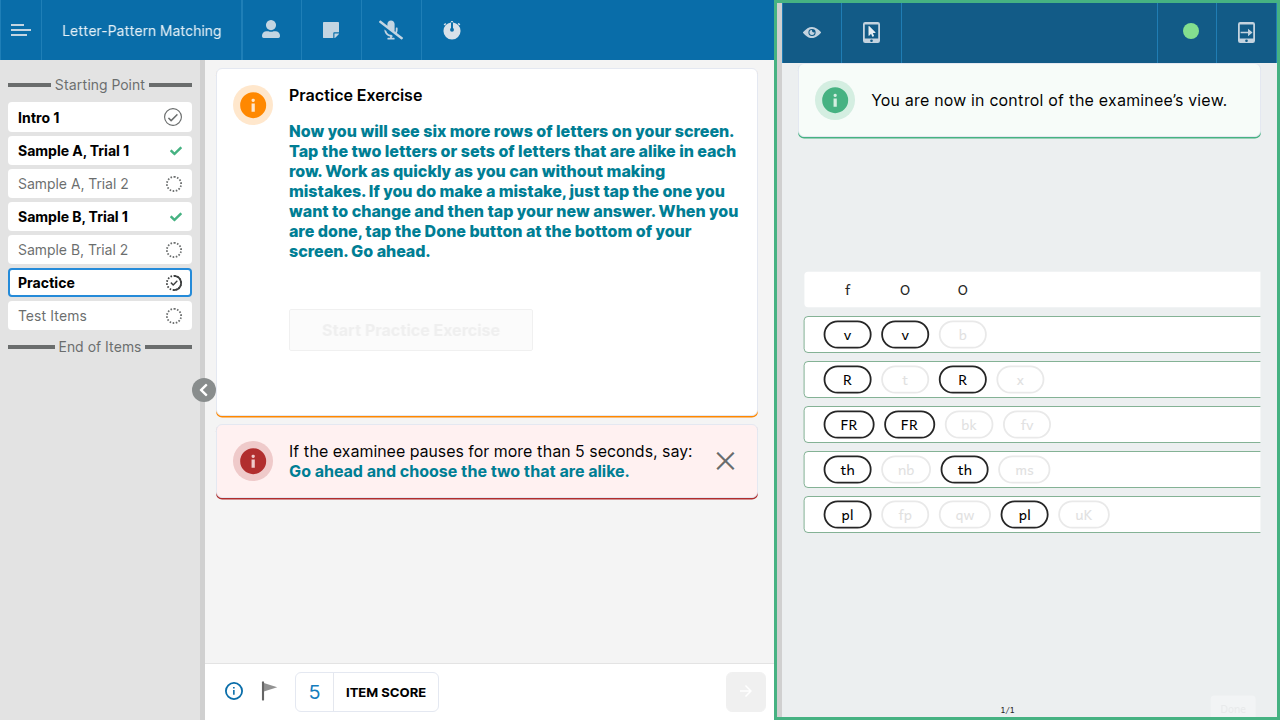 Letter-Pattern Matching
Starting Point
Intro 1
Sample A, Trial 1
Sample A, Trial 2
Sample B, Trial 1
Sample B, Trial 2
Practice
Test Items
End of Items
Practice Exercise
Now you will see six more rows of letters on your screen.
Tap the two letters or sets of letters that are alike in each
row. Work as quickly as you can without making
mistakes. If you do make a mistake, just tap the one you
want to change and then tap your new answer. When you
are done, tap the Done button at the bottom of your
screen. Go ahead.
Start Practice Exercise
If the examinee pauses for more than 5 seconds, say:
Go ahead and choose the two that are alike.
5 ITEM SCORE
You are now in control of the examinee's view.
f O O
v v b
R t R x
FR FR bk fv
th nb th ms
pl fp qw pl uK
1/1
Done